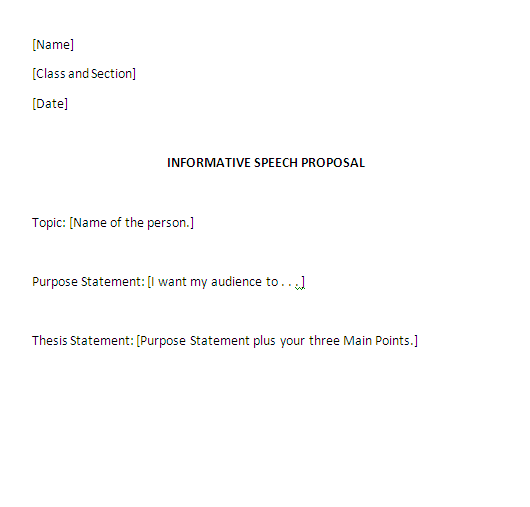 [Name]
[Class and Section]
[Date]
INFORMATIVE SPEECH PROPOSAL
Topic: [Name of the person.]
Purpose Statement: [I want my audience to . . .]
Thesis Statement: [Purpose Statement plus your three Main Points.]